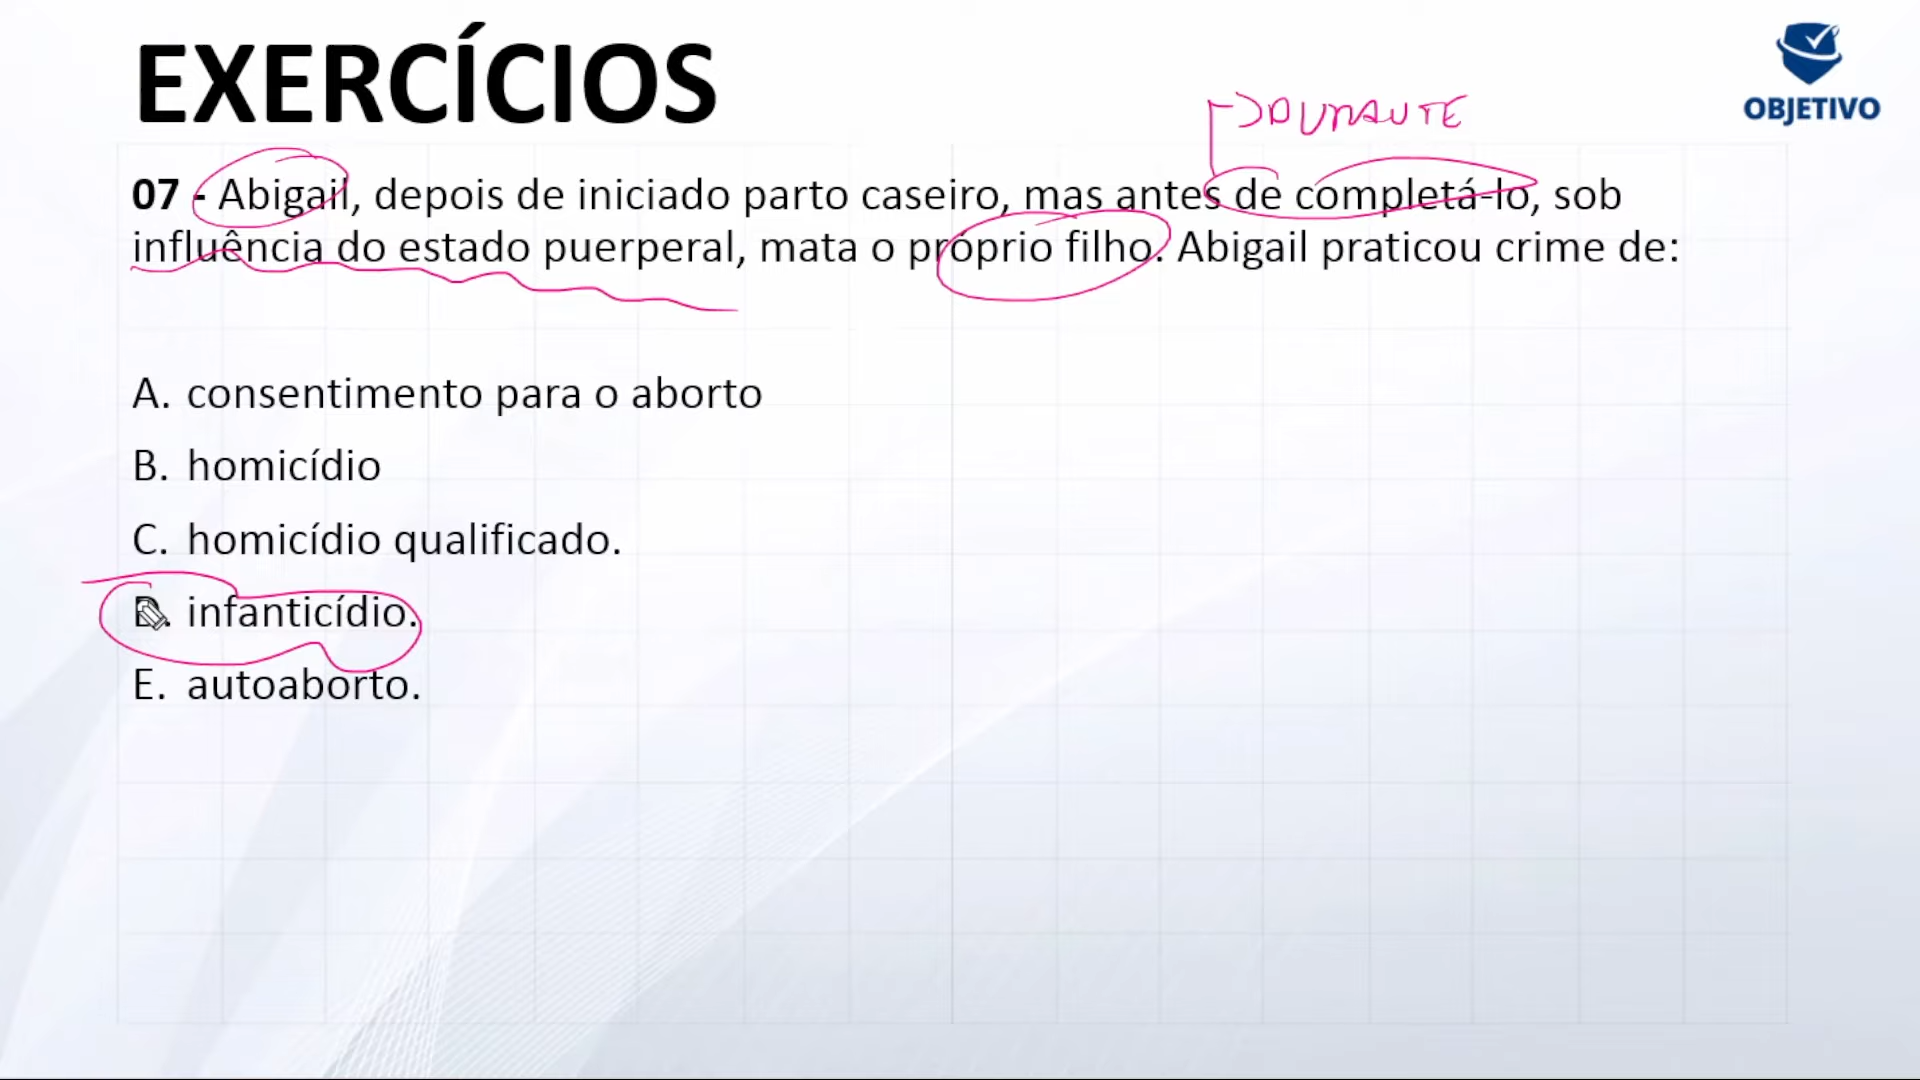 EXERCÍCIOS
OBJETIVO
DURANTE
07 - Abigail, depois de iniciado parto caseiro, mas antes de completá-lo, sob
influência do estado puerperal, mata o próprio filho. Abigail praticou crime de:
A. consentimento para o aborto
B. homicídio
C. homicídio qualificado.
D. infanticídio.
E. autoaborto.